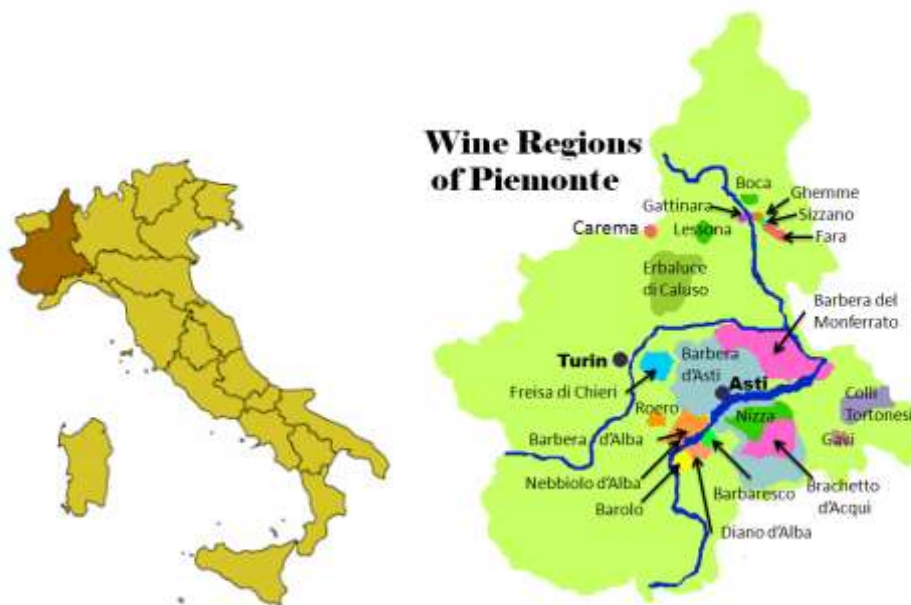 Wine Regions
of Piemonte
Boca
Ghemme
Gattinara
Sizzano
Carema
Lessona
Fara
Erbaluce
di Caluso
Barbera del
Monferrato
Turin
Barbera
d'Asti
Asti
Freisa di Chieri
Colli
Tortonesi
Roero
Nizza
Gavi
Barbera d'Alba
Nebbiolo d'Alba
Barbaresco
Brachetto
d'Acqui
Barolo
Diano d'Alba